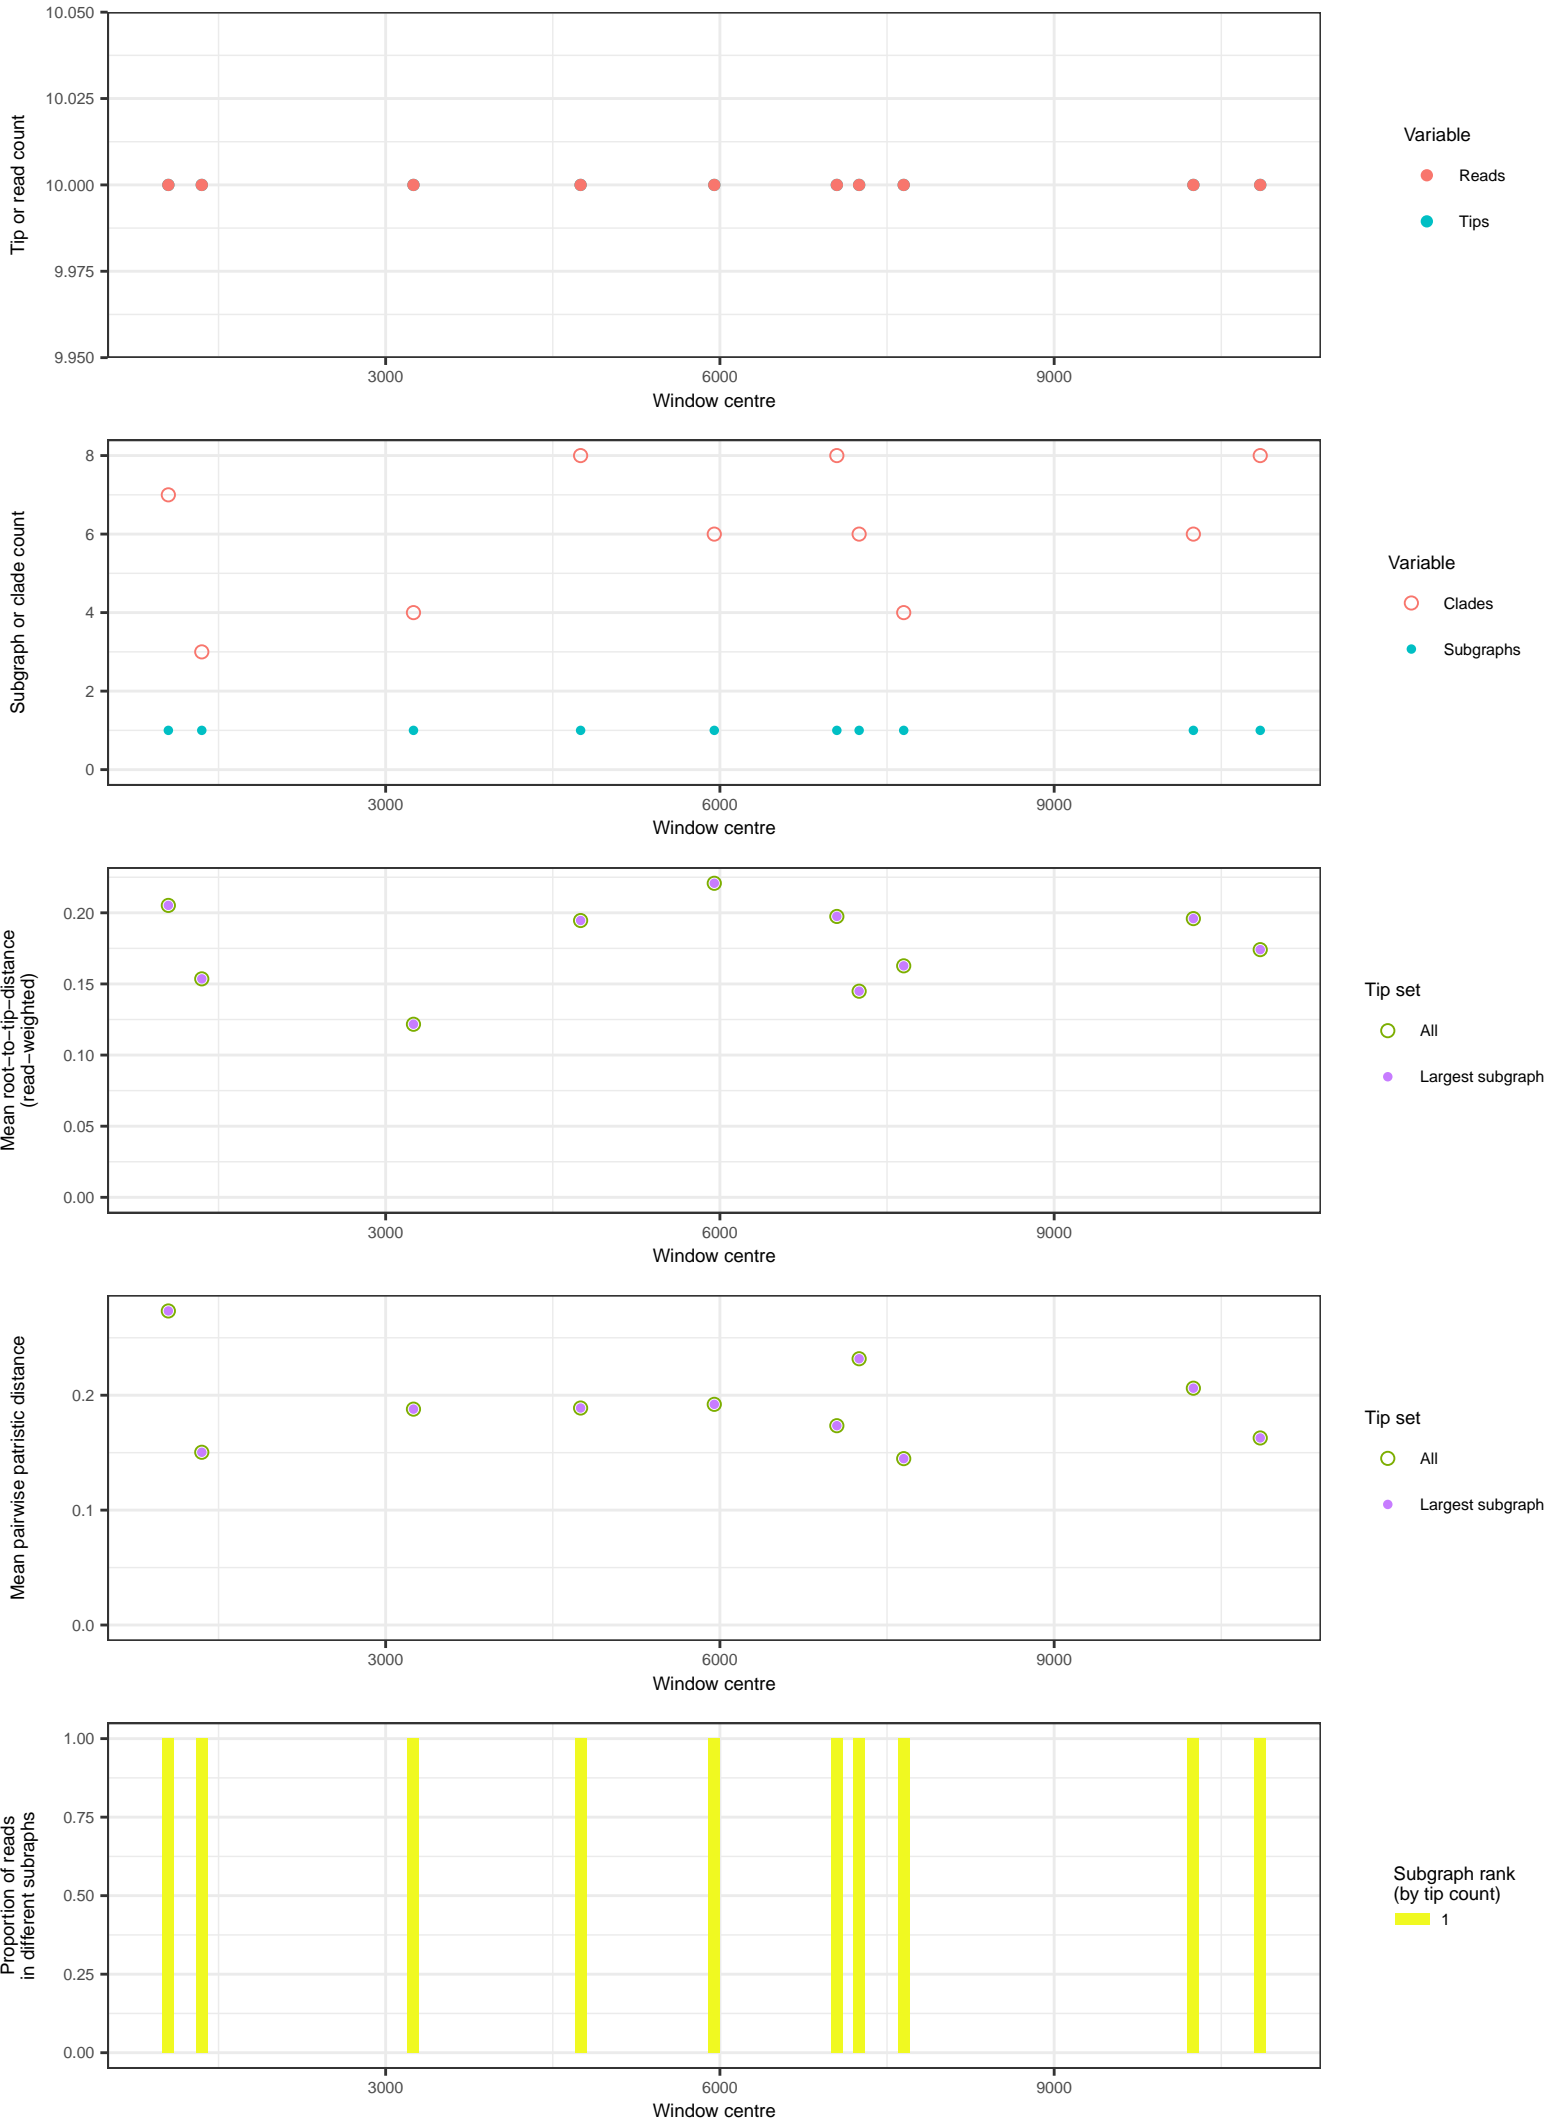 10.050
10.025
10.000
9.975
9.950
Tip or read count
3000
6000
9000
Window centre
Variable
Reads
Tips
8
6
4
2
0
Subgraph or clade count
3000
6000
9000
Window centre
Variable
Clades
Subgraphs
0.20
0.15
0.10
0.05
0.00
Mean root−to−tip−distance
(read−weighted)
3000
6000
9000
Window centre
Tip set
All
Largest subgraph
0.2
0.1
0.0
Mean pairwise patristic distance
3000
6000
9000
Window centre
Tip set
All
Largest subgraph
1.00
0.75
0.50
0.25
0.00
Proportion of reads
in different subraphs
3000
6000
9000
Window centre
Subgraph rank
(by tip count)
1